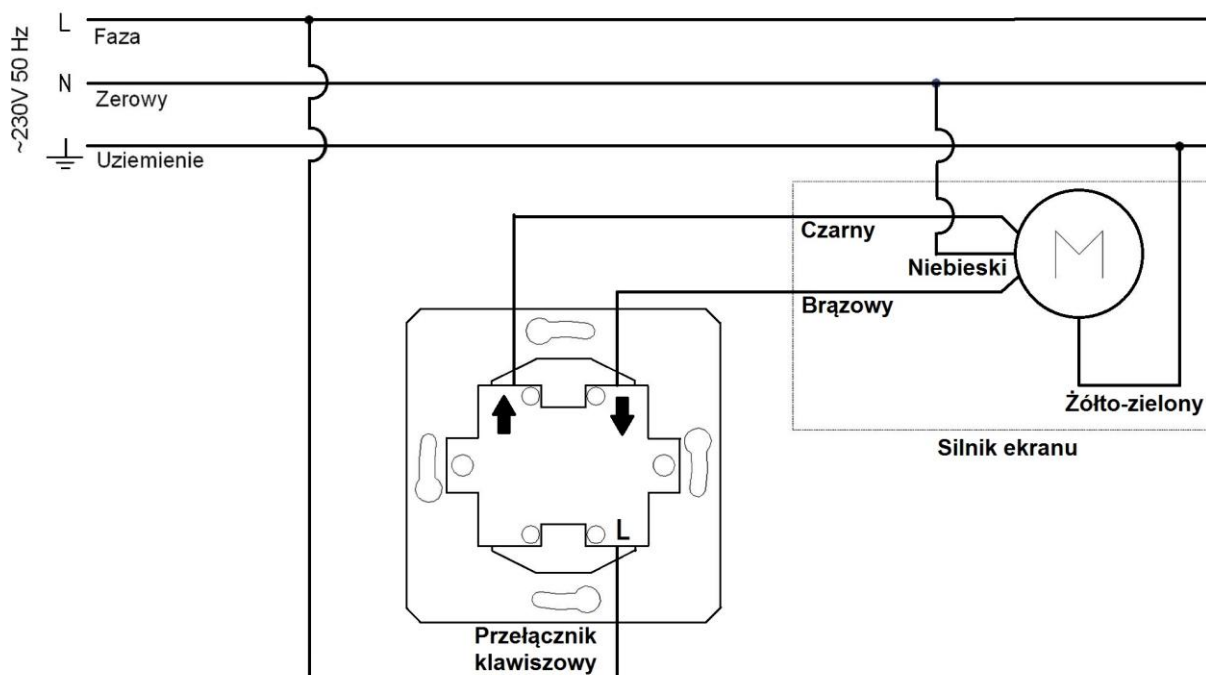 ~230V 50 Hz
L
Faza
N
Zerowy
Uziemienie
Czarny
Niebieski
M
Brązowy
Żółto-zielony
Silnik ekranu
L
Przełącznik
klawiszowy